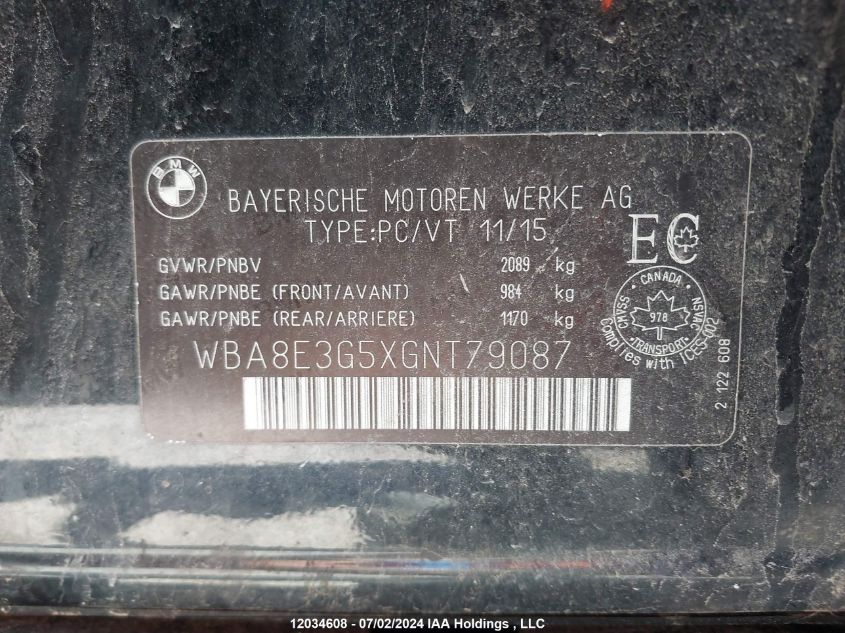 BMW
BAYERISCHE MOTOREN WERKE AG
TYPE:PC/VT 11/15
EC
GVWR/PNBV 2089 kg
GAWR/PNBE (FRONT/AVANT) 984 kg
GAWR/PNBE (REAR/ARRIERE) 1170 kg
CANADA
CMVSS
NSVAC
978
TRANSPORT
Complies with ICES-002
WBA8E3G5XGNT79087
2 122 608
12034608 - 07/02/2024 IAA Holdings , LLC